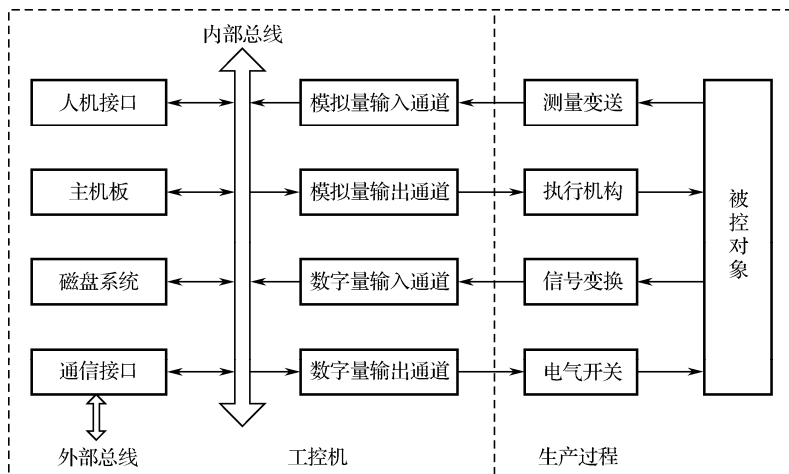 内部总线
人机接口
模拟量输入通道
测量变送
主机板
模拟量输出通道
执行机构
被控对象
磁盘系统
数字量输入通道
信号变换
通信接口
数字量输出通道
电气开关
外部总线
工控机
生产过程